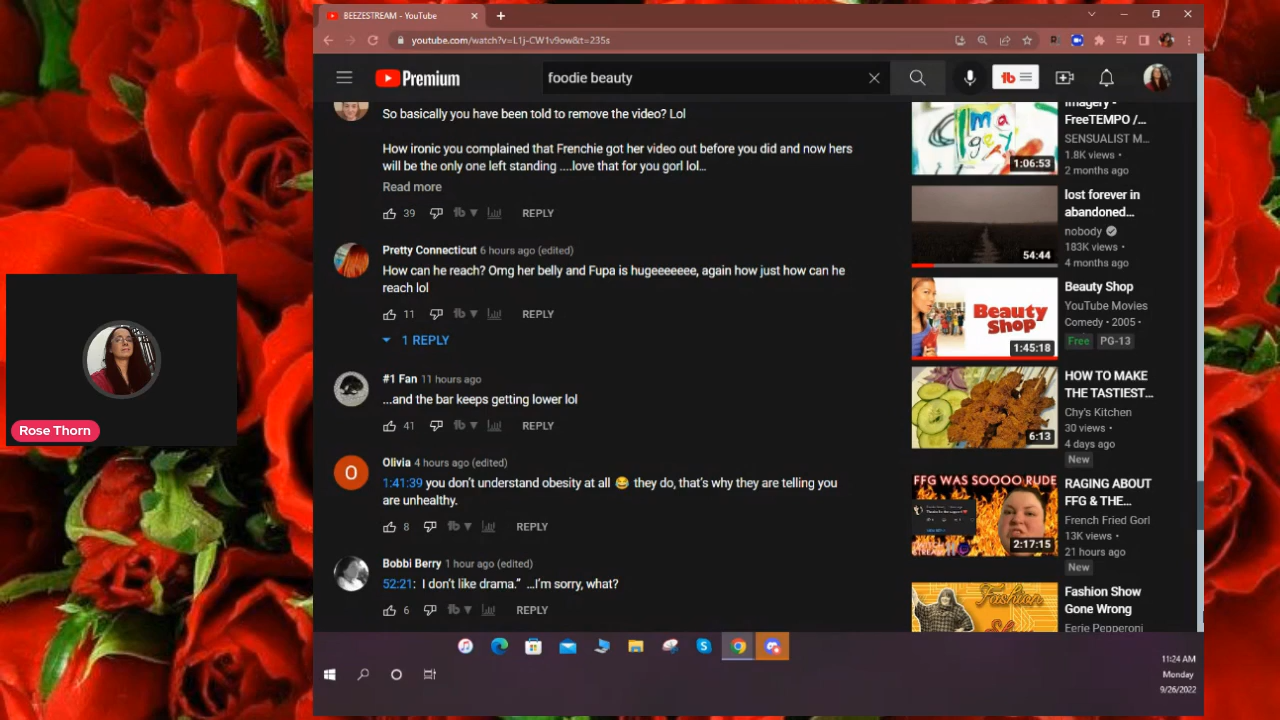 BEEZESTREAM - YouTube
youtube.com/watch?v=L1j-CW1v9ow&t=235s
Premium
foodie beauty
So basically you have been told to remove the video? Lol
How ironic you complained that Frenchie got her video out before you did and now hers
will be the only one left standing ....love that for you gorl lol...
Read more
39
REPLY
Pretty Connecticut 6 hours ago (edited)
How can he reach? Omg her belly and Fupa is hugeeeeeee, again how just how can he
reach lol
11
REPLY
1 REPLY
#1 Fan 11 hours ago
...and the bar keeps getting lower lol
41
REPLY
O
Olivia 4 hours ago (edited)
1:41:39 you don't understand obesity at all 😂 they do, that's why they are telling you
are unhealthy.
8
REPLY
Bobbi Berry 1 hour ago (edited)
52:21: I don't like drama.” ...I'm sorry, what?
6
REPLY
Rose Thorn
Imagery -
FreeTEMPO /...
SENSUALIST M...
1.8K views •
2 months ago
1:06:53
lost forever in
abandoned...
nobody
183K views •
4 months ago
54:44
Beauty Shop
YouTube Movies
Comedy • 2005 •
Free PG-13
Beauty
Shop
1:45:18
HOW TO MAKE
THE TASTIEST...
Chy's Kitchen
30 views •
4 days ago
New
6:13
FFG WAS SOOOO RUDE
2:17:15
RAGING ABOUT
FFG & THE...
French Fried Gorl
13K views •
21 hours ago
New
Fashion
Fashion Show
Gone Wrong
Eerie Pepperoni
11:24 AM
Monday
9/26/2022